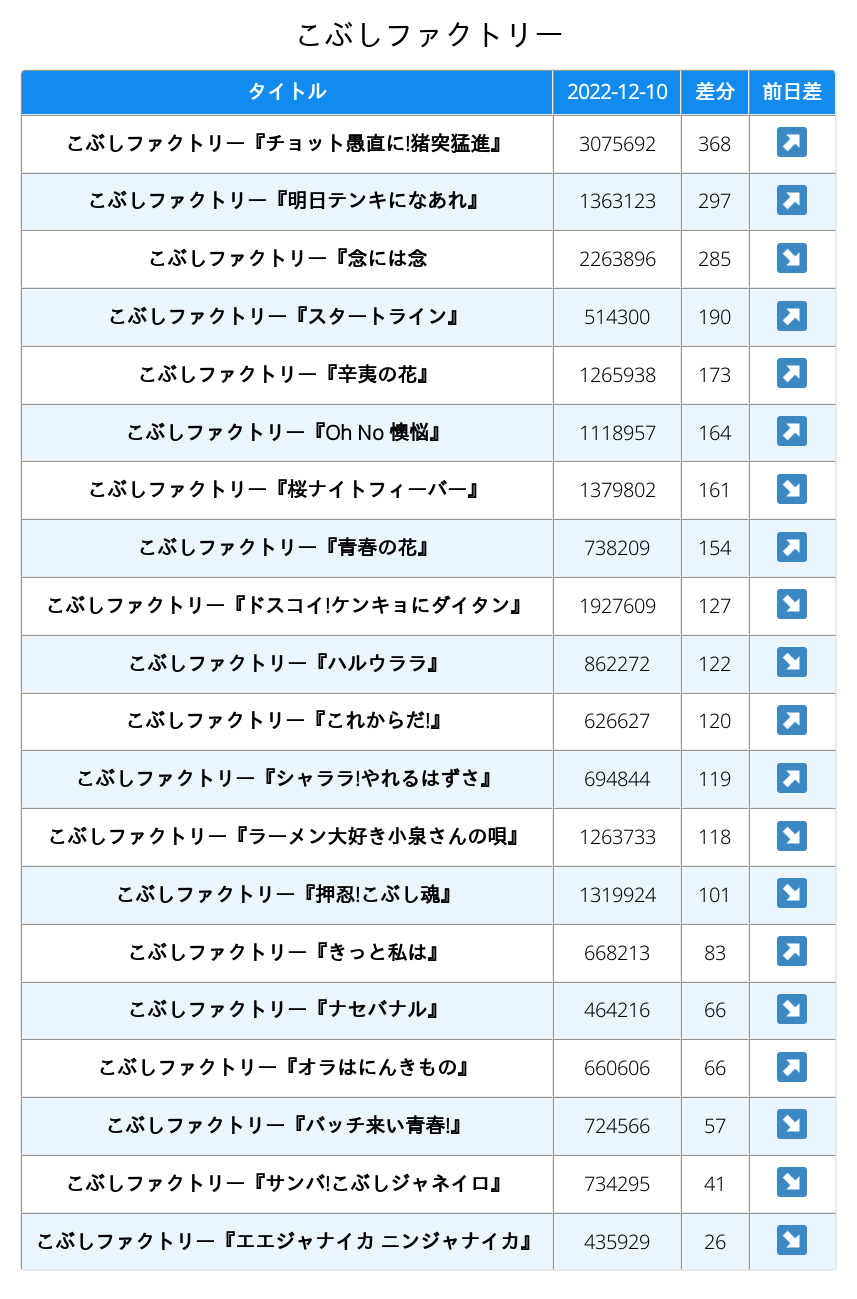 こぶしファクトリー
タイトル 2022-12-10 差分 前日差
こぶしファクトリー『チョット愚直に!猪突猛進』 3075692 368
こぶしファクトリー『明日テンキになあれ』 1363123 297
こぶしファクトリー『念には念 2263896 285
こぶしファクトリー『スタートライン』 514300 190
こぶしファクトリー『辛夷の花』 1265938 173
こぶしファクトリー『Oh No 懊悩』 1118957 164
こぶしファクトリー『桜ナイトフィーバー』 1379802 161
こぶしファクトリー『青春の花』 738209 154
こぶしファクトリー『ドスコイ!ケンキョにダイタン』 1927609 127
こぶしファクトリー『ハルウララ』 862272 122
こぶしファクトリー『これからだ!』 626627 120
こぶしファクトリー『シャララ!やれるはずさ』 694844 119
こぶしファクトリー『ラーメン大好き小泉さんの唄』 1263733 118
こぶしファクトリー『押忍!こぶし魂』 1319924 101
こぶしファクトリー『きっと私は』 668213 83
こぶしファクトリー『ナセバナル』 464216 66
こぶしファクトリー『オラはにんきもの』 660606 66
こぶしファクトリー『バッチ来い青春!』 724566 57
こぶしファクトリー『サンバ!こぶしジャネイロ』 734295 41
こぶしファクトリー『エエジャナイカ ニンジャナイカ』 435929 26